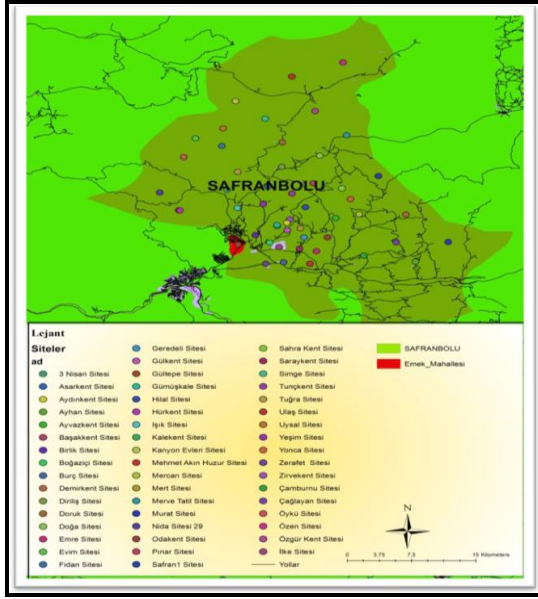 SAFRANBOLU
Lejant
Siteler
ad
3 Nisan Sitesi
Asarkent Sitesi
Aydınkent Sitesi
Ayhan Sitesi
Ayvazkent Sitesi
Başakkent Sitesi
Birlik Sitesi
Boğaziçi Sitesi
Burç Sitesi
Demirkent Sitesi
Diriliş Sitesi
Doruk Sitesi
Doğa Sitesi
Emre Sitesi
Evim Sitesi
Fidan Sitesi
Geredeli Sitesi
Gülkent Sitesi
Gültepe Sitesi
Gümüşkale Sitesi
Hilal Sitesi
Hürkent Sitesi
Işık Sitesi
Kalekent Sitesi
Kanyon Evleri Sitesi
Mehmet Akın Huzur Sitesi
Mercan Sitesi
Mert Sitesi
Merve Tatil Sitesi
Murat Sitesi
Nida Sitesi 29
Odakent Sitesi
Pınar Sitesi
Safran1 Sitesi
Sahra Kent Sitesi
Saraykent Sitesi
Simge Sitesi
Tunçkent Sitesi
Tuğra Sitesi
Ulaş Sitesi
Uysal Sitesi
Yeşim Sitesi
Yonca Sitesi
Zerafet Sitesi
Zirvekent Sitesi
Çamburnu Sitesi
Çağlayan Sitesi
Öykü Sitesi
Özen Sitesi
Özgür Kent Sitesi
İlke Sitesi
Yollar
SAFRANBOLU
Emek_Mahallesi
N
0 3.75 7.5 15 Kilometers